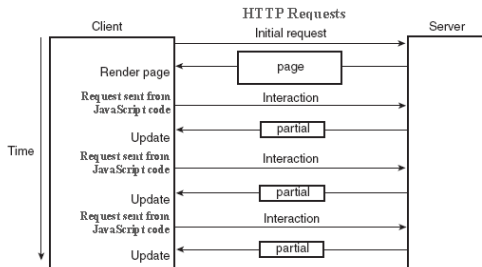 HTTP Requests
Client
Server
Initial request
Render page
page
Request sent from
JavaScript code
Interaction
Update
partial
Time
Request sent from
JavaScript code
Interaction
Update
partial
Request sent from
JavaScript code
Interaction
Update
partial